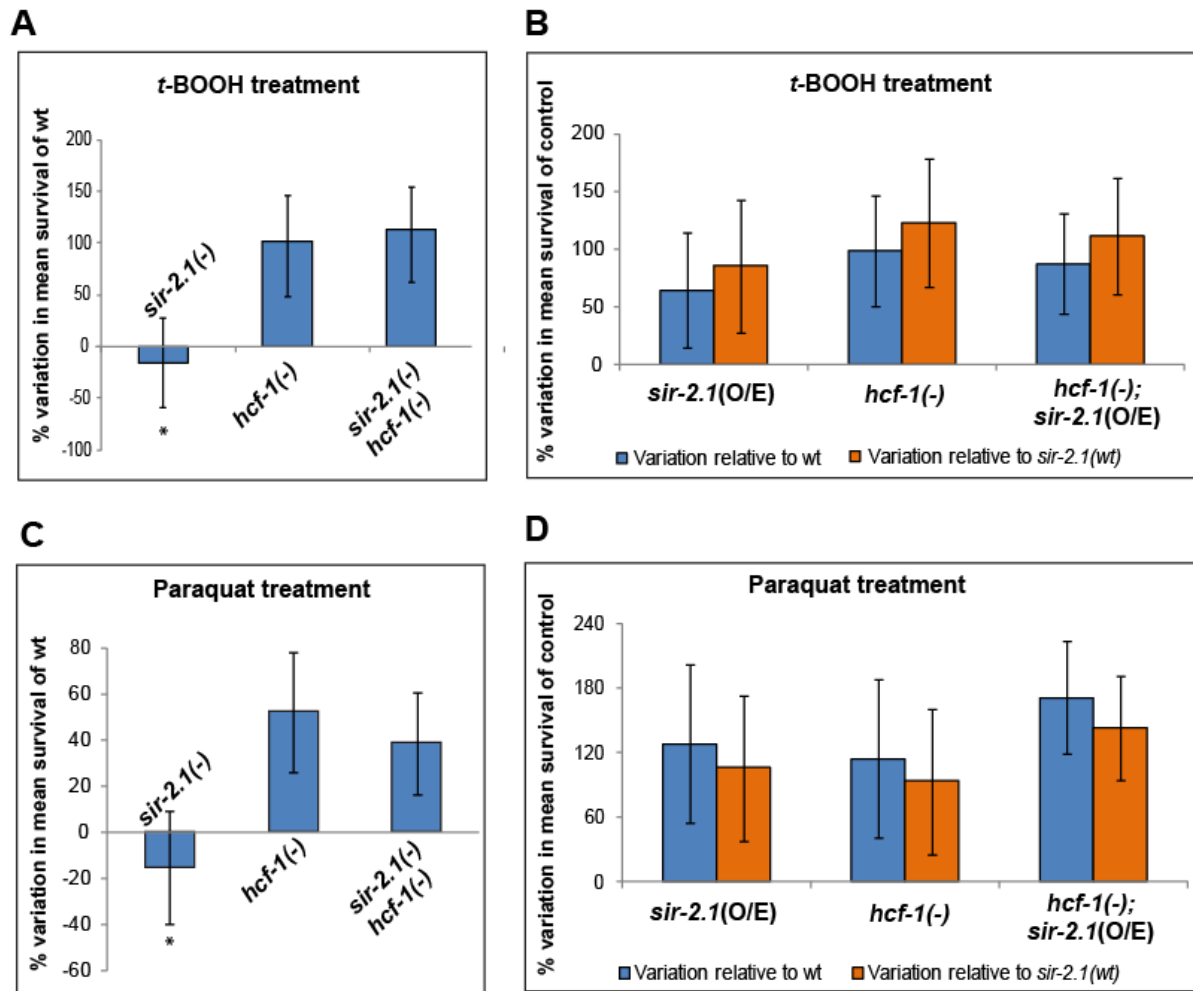 A
t-BOOH treatment
% variation in mean survival of wt
200
150
100
50
0
-50
-100
sir-2.1(-)
*
hcf-1(-)
sir-2.1(-)
hcf-1(-)
B
t-BOOH treatment
% variation in mean survival of control
200
150
100
50
0
sir-2.1(O/E)
hcf-1(-)
hcf-1(-);
sir-2.1(O/E)
Variation relative to wt
Variation relative to sir-2.1(wt)
C
Paraquat treatment
% variation in mean survival of wt
80
60
40
20
0
-20
-40
-60
sir-2.1(-)
*
hcf-1(-)
sir-2.1(-)
hcf-1(-)
D
Paraquat treatment
% variation in mean survival of control
240
180
120
60
0
sir-2.1(O/E)
hcf-1(-)
hcf-1(-);
sir-2.1(O/E)
Variation relative to wt
Variation relative to sir-2.1(wt)